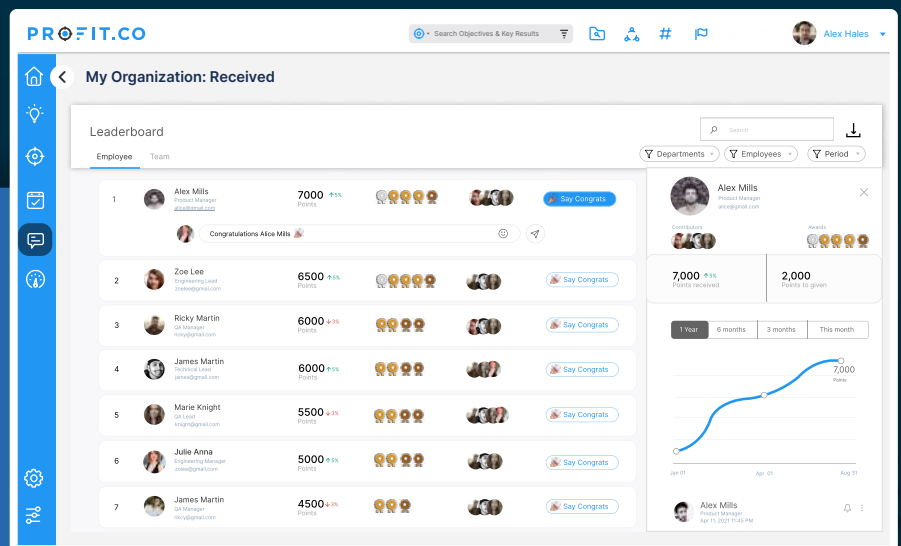 PROFIT.CO
Search Objectives & Key Results
Alex Hales
My Organization: Received
Leaderboard
Search
Employee
Team
Departments
Employees
Period
1
Alex Mills
Product Manager
alice@gmail.com
7000 5%
Points
Say Congrats
Congratulations Alice Mills
2
Zoe Lee
Engineering Lead
zoelee@gmail.com
6500 5%
Points
Say Congrats
3
Ricky Martin
QA Manager
ricky@gmail.com
6000 3%
Points
Say Congrats
4
James Martin
Technical Lead
james@gmail.com
6000 5%
Points
Say Congrats
5
Marie Knight
QA Lead
knight@gmail.com
5500 3%
Points
Say Congrats
6
Julie Anna
Engineering Manager
zoelee@gmail.com
5000 5%
Points
Say Congrats
7
James Martin
QA Manager
4500 3%
Points
Say Congrats
Alex Mills
Product Manager
alice@gmail.com
Contributors
Awards
7,000 5%
Points received
2,000
Points to given
1 Year
6 months
3 months
This month
7,000
Points
Jan 01
Apr 01
Aug 31
Alex Mills
Product Manager
Apr 11, 2021 11:45 PM